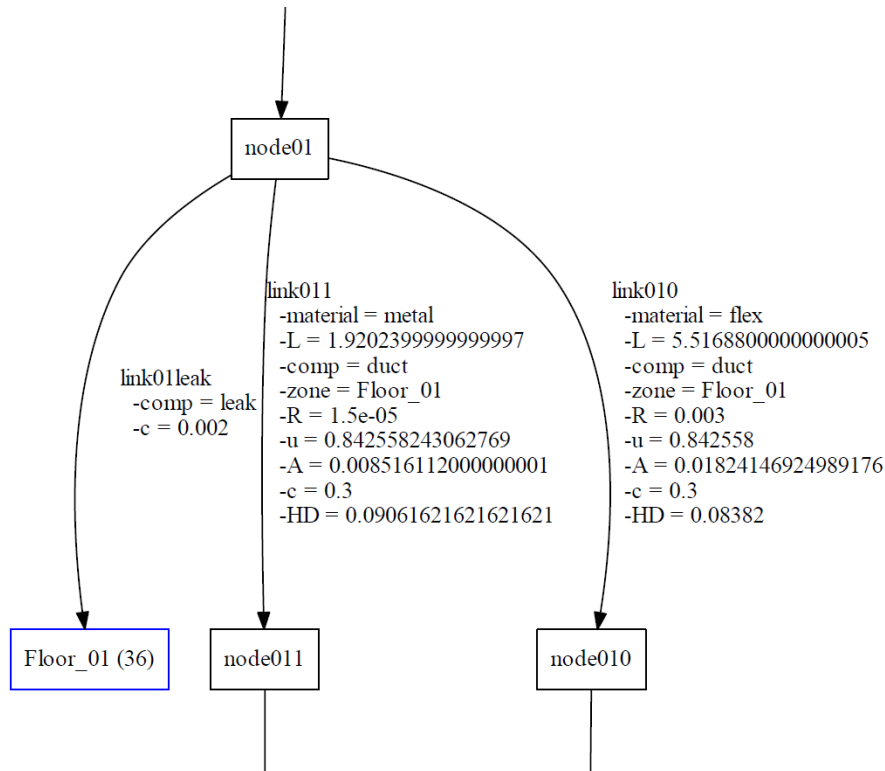 node01
link011
-material = metal
-L = 1.9202399999999997
-comp = duct
-zone = Floor_01
-R = 1.5e-05
-u = 0.842558243062769
-A = 0.008516112000000001
-c = 0.3
-HD = 0.09061621621621621
link010
-material = flex
-L = 5.5168800000000005
-comp = duct
-zone = Floor_01
-R = 0.003
-u = 0.842558
-A = 0.01824146924989176
-c = 0.3
-HD = 0.08382
link01leak
-comp = leak
-c = 0.002
Floor_01 (36)
node011
node010